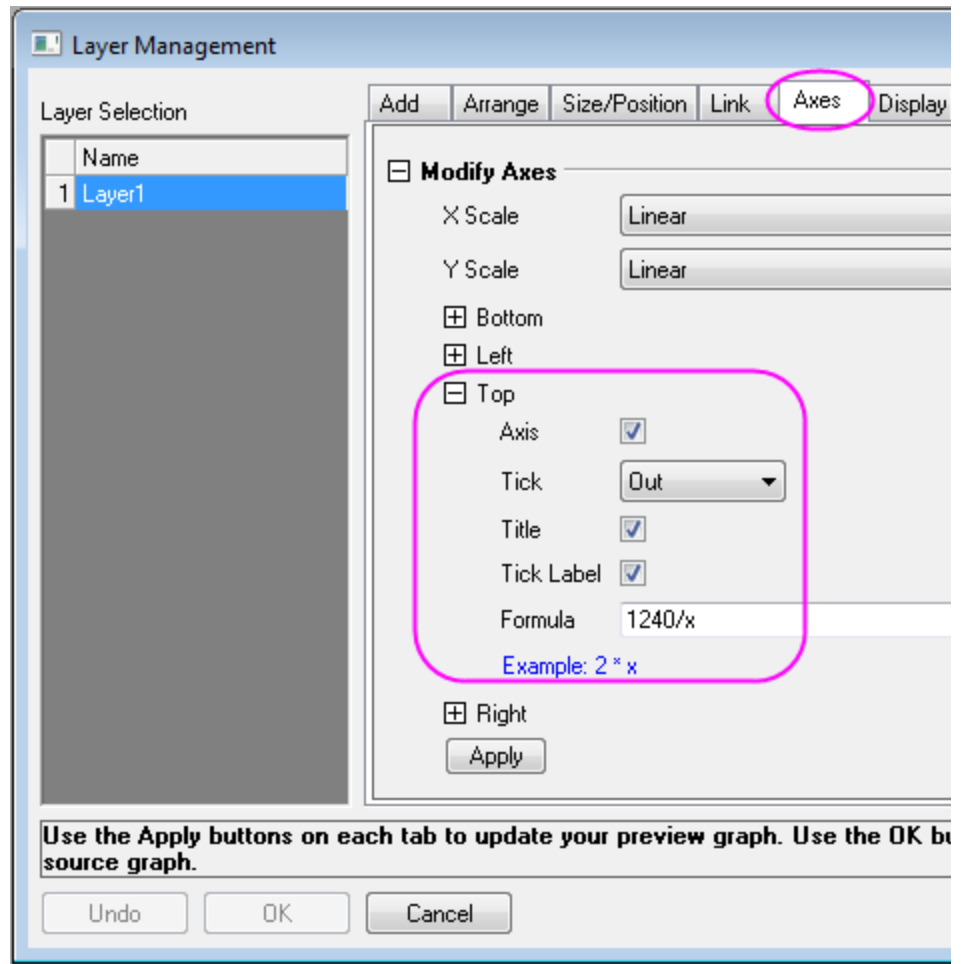 Layer Management
Layer Selection
Name
1 Layer1
Add Arrange Size/Position Link Axes Display
Modify Axes
X Scale Linear
Y Scale Linear
Bottom
Left
Top
Axis
Tick Out
Title
Tick Label
Formula 1240/x
Example: 2 * x
Right
Apply
Use the Apply buttons on each tab to update your preview graph. Use the OK
source graph.
Undo OK Cancel